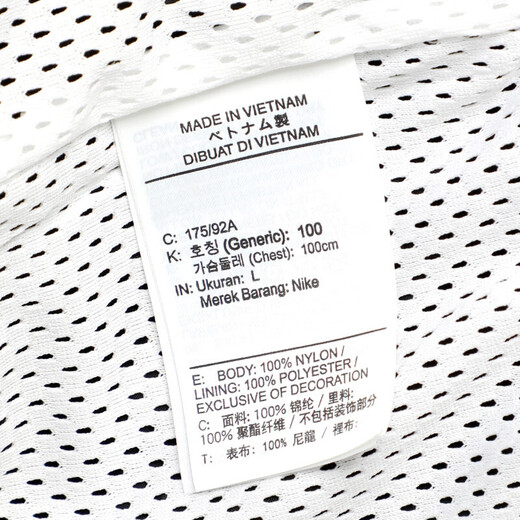 MADE IN VIETNAM
ベトナム製
DIBUAT DI VIETNAM
C: 175/92A
K: 호칭 (Generic): 100
가슴둘레 (Chest): 100cm
IN: Ukuran: L
Merek Barang: Nike
E: BODY: 100% NYLON /
LINING: 100% POLYESTER /
EXCLUSIVE OF DECORATION
C: 面料: 100% 锦纶 / 里料:
100% 聚酯纤维 / 不包括装饰部分
T: 表布: 100% 尼龍 / 裡布: